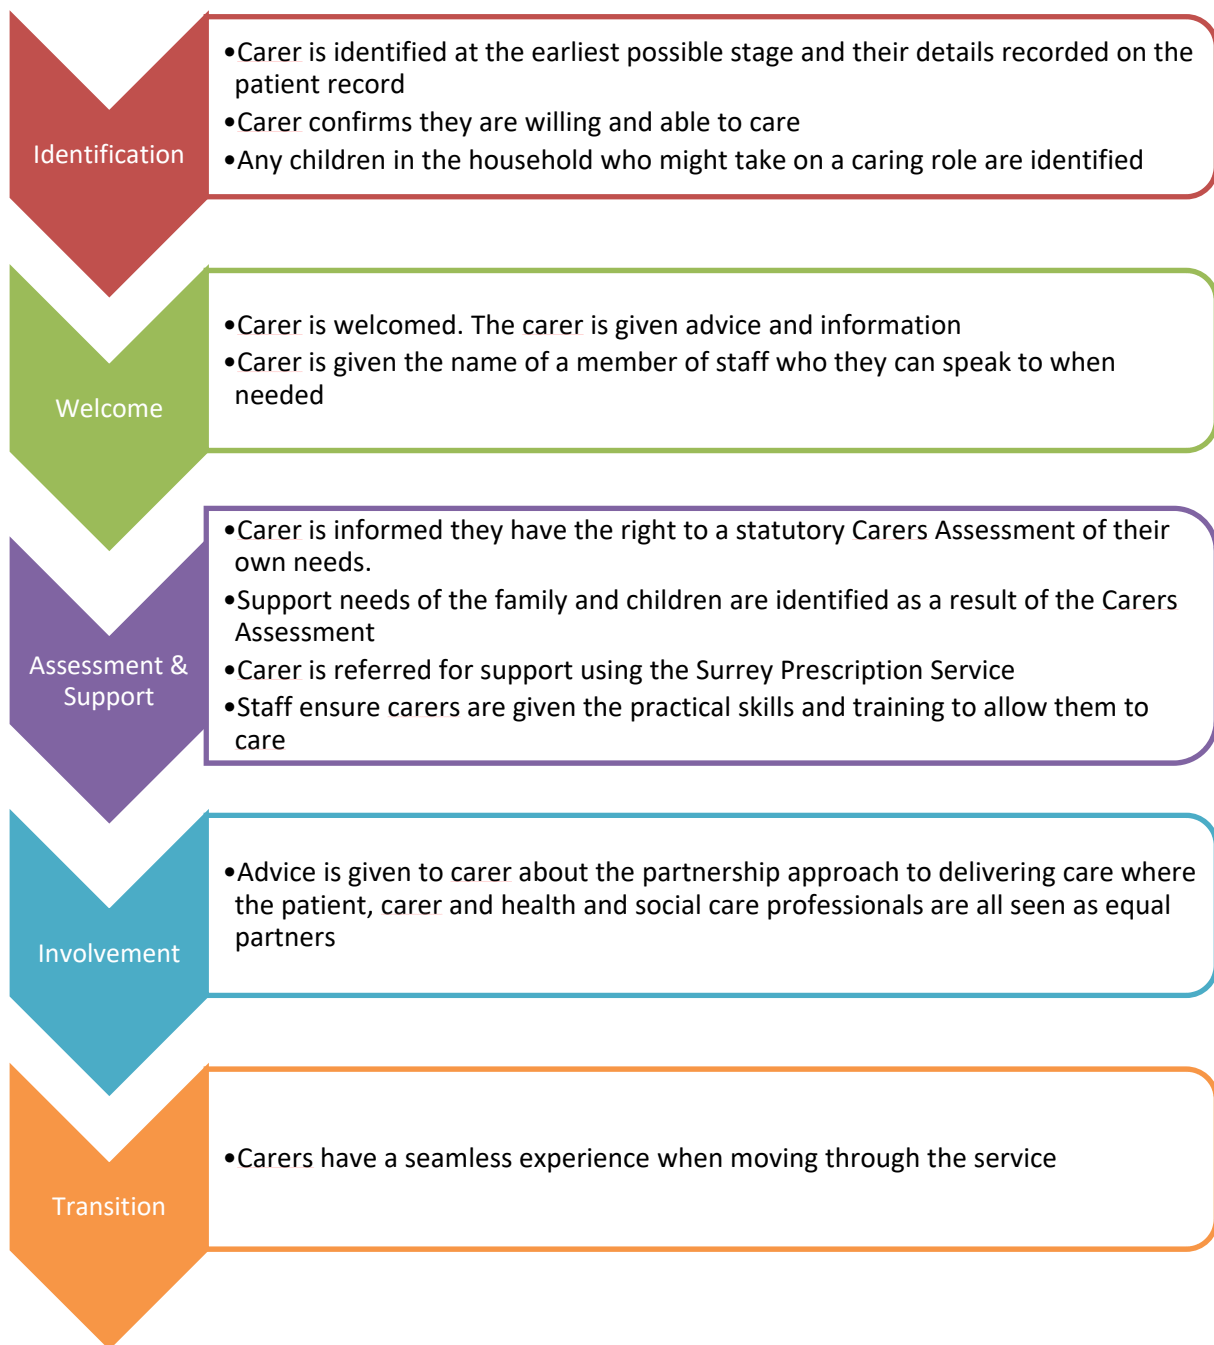 Identification
•Carer is identified at the earliest possible stage and their details recorded on the
patient record
•Carer confirms they are willing and able to care
•Any children in the household who might take on a caring role are identified
Welcome
•Carer is welcomed. The carer is given advice and information
•Carer is given the name of a member of staff who they can speak to when
needed
Assessment &
Support
•Carer is informed they have the right to a statutory Carers Assessment of their
own needs.
•Support needs of the family and children are identified as a result of the Carers
Assessment
•Carer is referred for support using the Surrey Prescription Service
•Staff ensure carers are given the practical skills and training to allow them to
care
Involvement
•Advice is given to carer about the partnership approach to delivering care where
the patient, carer and health and social care professionals are all seen as equal
partners
Transition
•Carers have a seamless experience when moving through the service